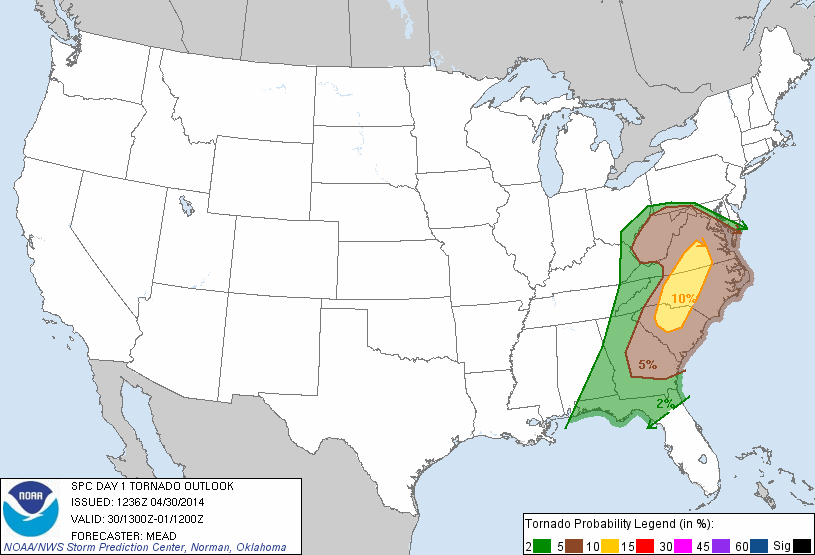 10%
5%
2%
NOAA
SPC DAY 1 TORNADO OUTLOOK
ISSUED: 1236Z 04/30/2014
VALID: 30/1300Z-01/1200Z
FORECASTER: MEAD
NOAA/NWS Storm Prediction Center, Norman, Oklahoma
Tornado Probability Legend (in %):
2 5 10 15 30 45 60 Sig